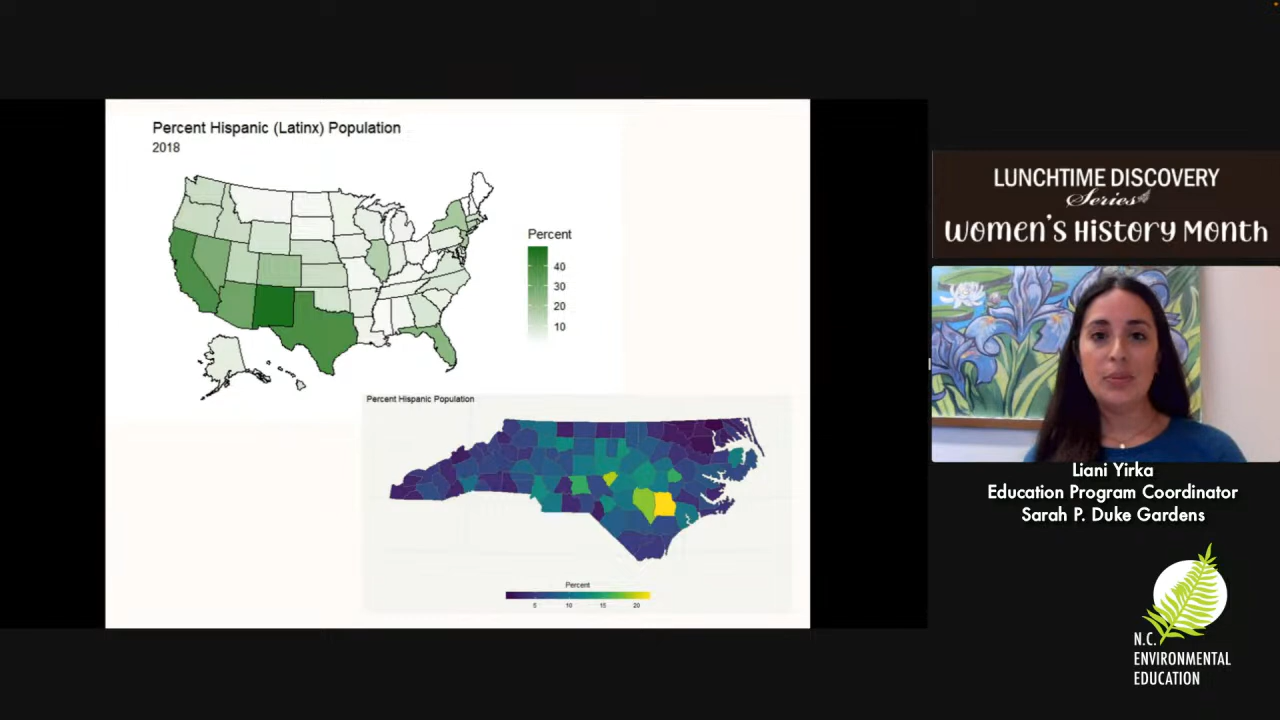 Percent Hispanic (Latinx) Population
2018
Percent
40
30
20
10
Percent Hispanic Population
Percent
5 10 15 20
LUNCHTIME DISCOVERY
Series
Women's History Month
Liani Yirka
Education Program Coordinator
Sarah P. Duke Gardens
N.C.
ENVIRONMENTAL
EDUCATION